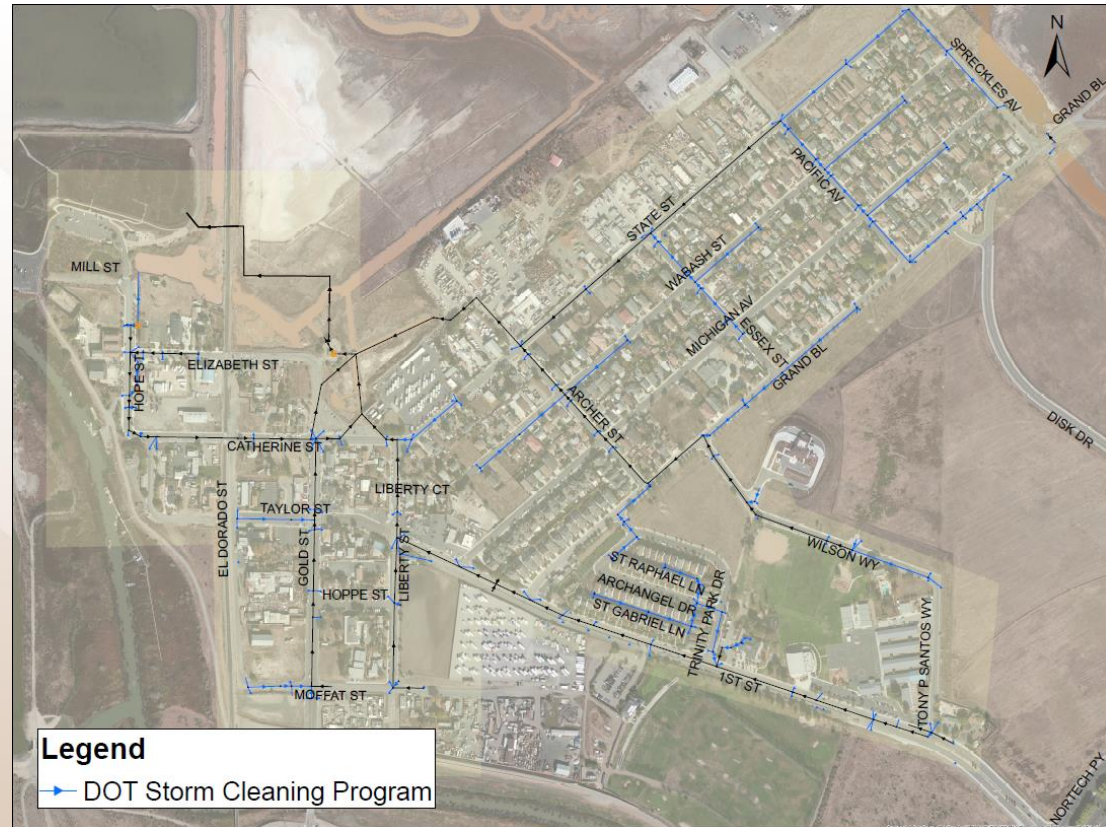 N
SPRECKLES AV
GRAND BL
PACIFIC AV
STATE ST
MILL ST
WABASH ST
MICHIGAN AV
ESSEX ST
HOPE ST
ELIZABETH ST
GRAND BL
ARCHER ST
DISK DR
CATHERINE ST
LIBERTY CT
EL DORADO ST
TAYLOR ST
GOLD ST
LIBERTY ST
WILSON WY
ST RAPHAEL LN
ARCHANGEL DR
HOPPE ST
ST GABRIEL LN
TRINITY PARK DR
TONY P SANTOS WY
1ST ST
MOFFAT ST
NORTECH PY
Legend
DOT Storm Cleaning Program